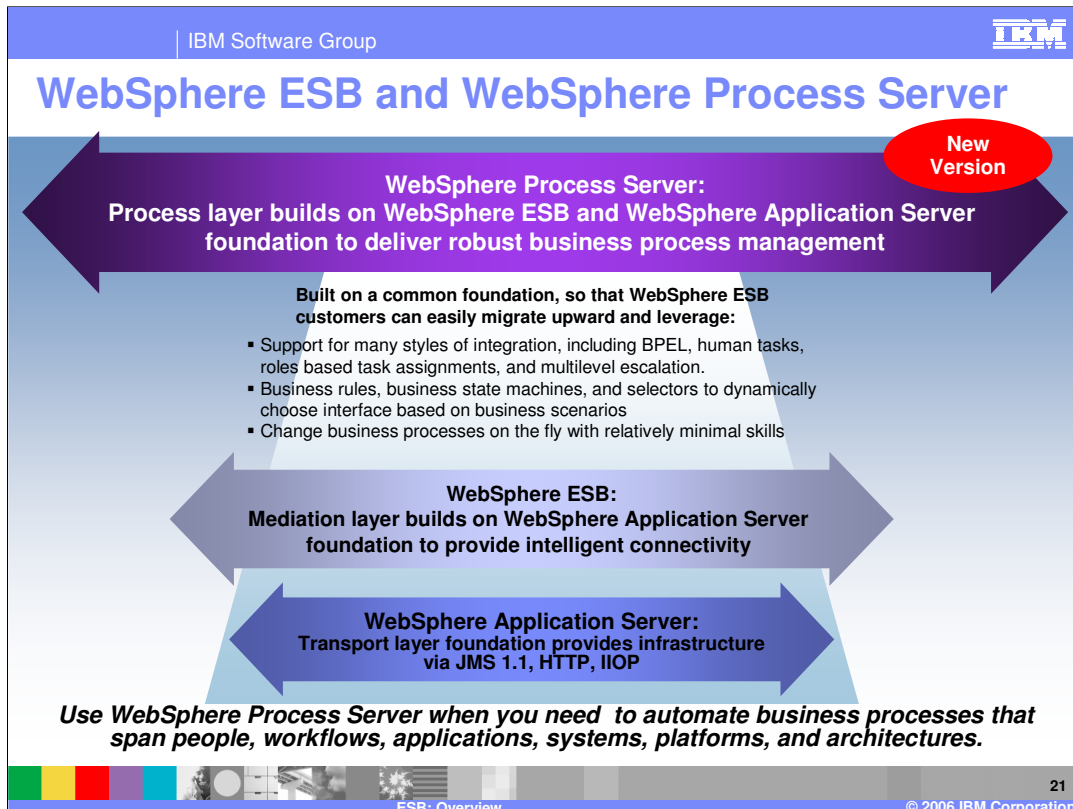 IBM Software Group
IBM
WebSphere ESB and WebSphere Process Server
New
Version
WebSphere Process Server:
Process layer builds on WebSphere ESB and WebSphere Application Server
foundation to deliver robust business process management
Built on a common foundation, so that WebSphere ESB
customers can easily migrate upward and leverage:
▪ Support for many styles of integration, including BPEL, human tasks,
roles based task assignments, and multilevel escalation.
▪ Business rules, business state machines, and selectors to dynamically
choose interface based on business scenarios
▪ Change business processes on the fly with relatively minimal skills
WebSphere ESB:
Mediation layer builds on WebSphere Application Server
foundation to provide intelligent connectivity
WebSphere Application Server:
Transport layer foundation provides infrastructure
via JMS 1.1, HTTP, IIOP
Use WebSphere Process Server when you need to automate business processes that
span people, workflows, applications, systems, platforms, and architectures.
21
ESB: Overview
© 2006 IBM Corporation